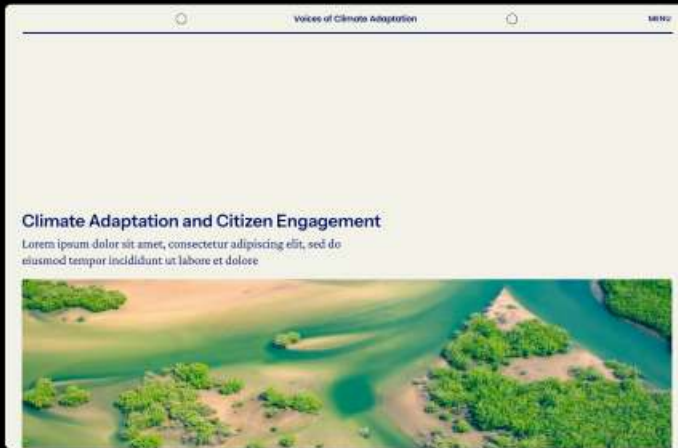 Voices of Climate Adaptation
MENU
Climate Adaptation and Citizen Engagement
Lorem ipsum dolor sit amet, consectetur adipiscing elit, sed do
eiusmod tempor incididunt ut labore et dolore